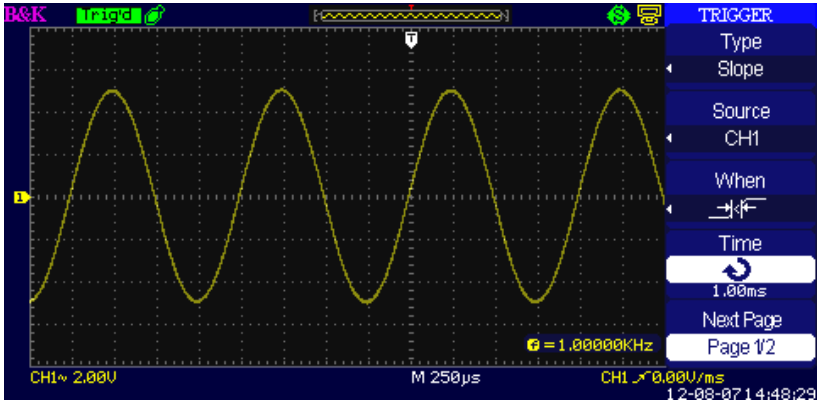 B&K Trig'd S TRIGGER
T
Type
Slope
Source
CH1
1
When
Time
1.00ms
f =1.00000KHz
Next Page
Page 1/2
CH1~ 2.00V M 250µs CH1 0.00V/ms
12-08-07 14:48:29